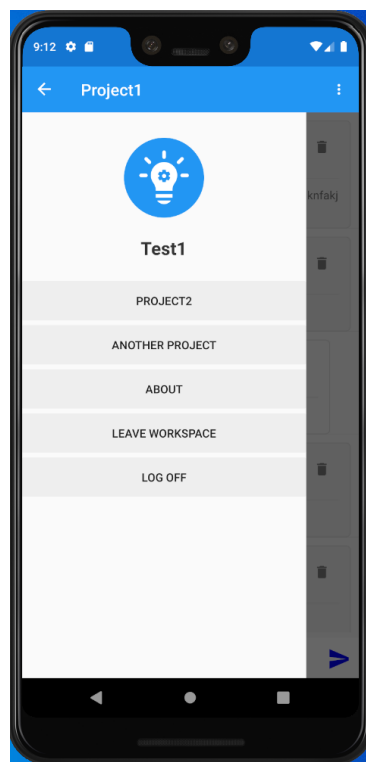 9:12
Project1
knfakj
Test1
PROJECT2
ANOTHER PROJECT
ABOUT
LEAVE WORKSPACE
LOG OFF